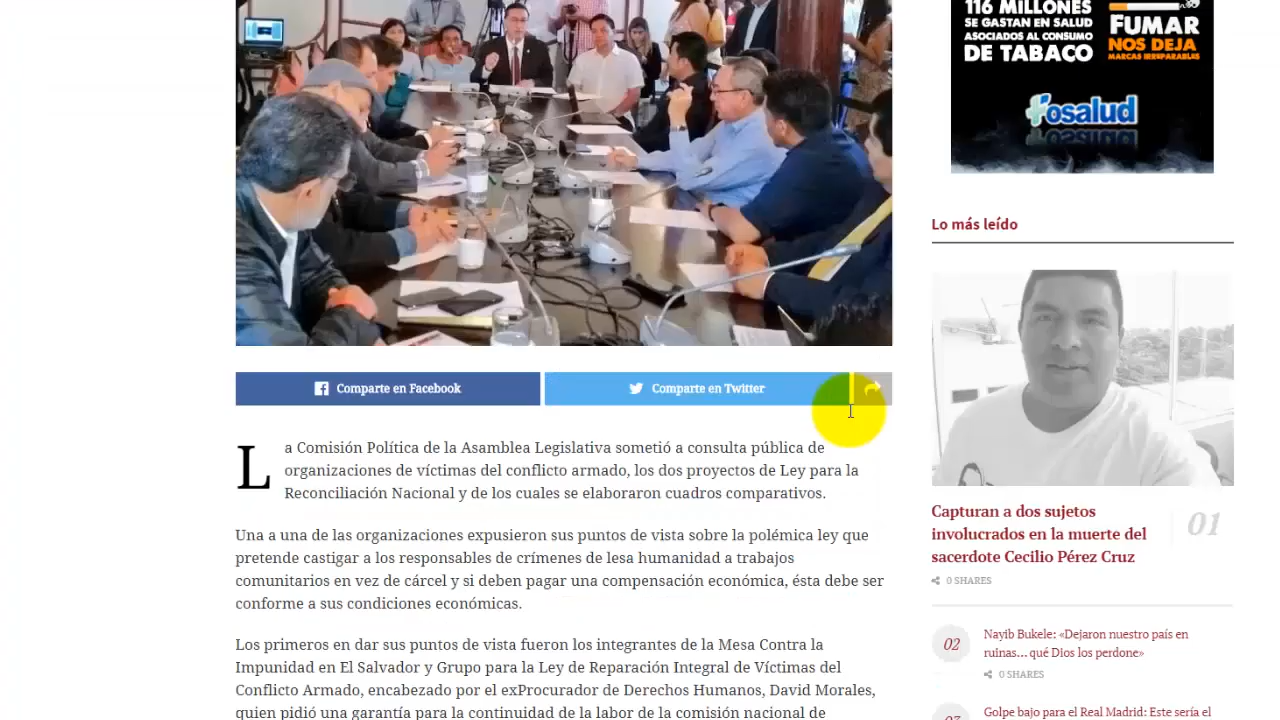 116 MILLONES
SE GASTAN EN SALUD
ASOCIADOS AL CONSUMO
DE TABACO
FUMAR
NOS DEJA
MARCAS IRREPARABLES
fosalud
Comparte en Facebook
Comparte en Twitter
La Comisión Política de la Asamblea Legislativa sometió a consulta pública de
organizaciones de víctimas del conflicto armado, los dos proyectos de Ley para la
Reconciliación Nacional y de los cuales se elaboraron cuadros comparativos.
Una a una de las organizaciones expusieron sus puntos de vista sobre la polémica ley que
pretende castigar a los responsables de crímenes de lesa humanidad a trabajos
comunitarios en vez de cárcel y si deben pagar una compensación económica, ésta debe ser
conforme a sus condiciones económicas.
Los primeros en dar sus puntos de vista fueron los integrantes de la Mesa Contra la
Impunidad en El Salvador y Grupo para la Ley de Reparación Integral de Víctimas del
Conflicto Armado, encabezado por el exProcurador de Derechos Humanos, David Morales,
quien pidió una garantía para la continuidad de la labor de la comisión nacional de
Lo más leído
Capturan a dos sujetos
involucrados en la muerte del
sacerdote Cecilio Pérez Cruz
01
0 SHARES
02
Nayib Bukele: «Dejaron nuestro país en
ruinas... qué Dios los perdone»
0 SHARES
03
Golpe bajo para el Real Madrid: Este sería el